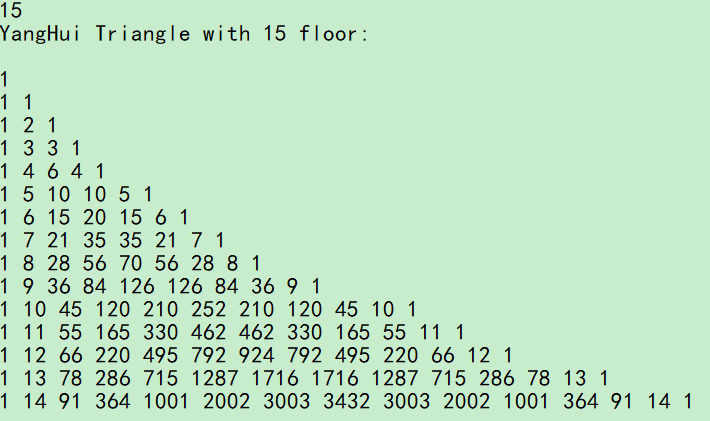 15
YangHui Triangle with 15 floor:
1
1 1
1 2 1
1 3 3 1
1 4 6 4 1
1 5 10 10 5 1
1 6 15 20 15 6 1
1 7 21 35 35 21 7 1
1 8 28 56 70 56 28 8 1
1 9 36 84 126 126 84 36 9 1
1 10 45 120 210 252 210 120 45 10 1
1 11 55 165 330 462 462 330 165 55 11 1
1 12 66 220 495 792 924 792 495 220 66 12 1
1 13 78 286 715 1287 1716 1716 1287 715 286 78 13 1
1 14 91 364 1001 2002 3003 3432 3003 2002 1001 364 91 14 1